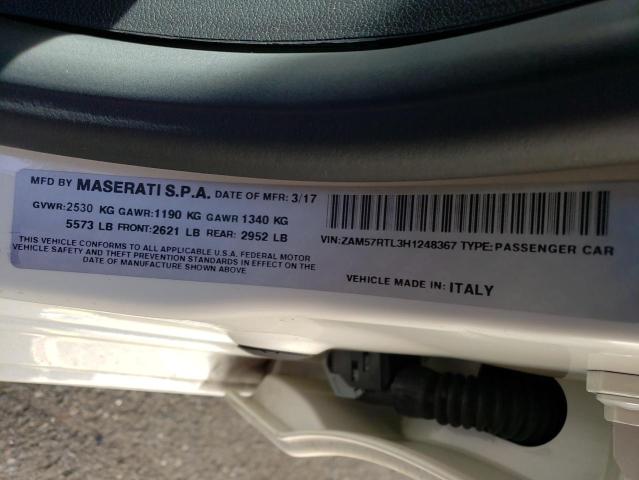 MFD BY MASERATI S.P.A. DATE OF MFR: 3/17
GVWR:2530 KG GAWR:1190 KG GAWR 1340 KG
5573 LB FRONT:2621 LB REAR: 2952 LB
THIS VEHICLE CONFORMS TO ALL APPLICABLE U.S.A. FEDERAL MOTOR
VEHICLE SAFETY AND THEFT PREVENTION STANDARDS IN EFFECT ON THE
DATE OF MANUFACTURE SHOWN ABOVE
VIN:ZAM57RTL3H1248367 TYPE:PASSENGER CAR
VEHICLE MADE IN: ITALY